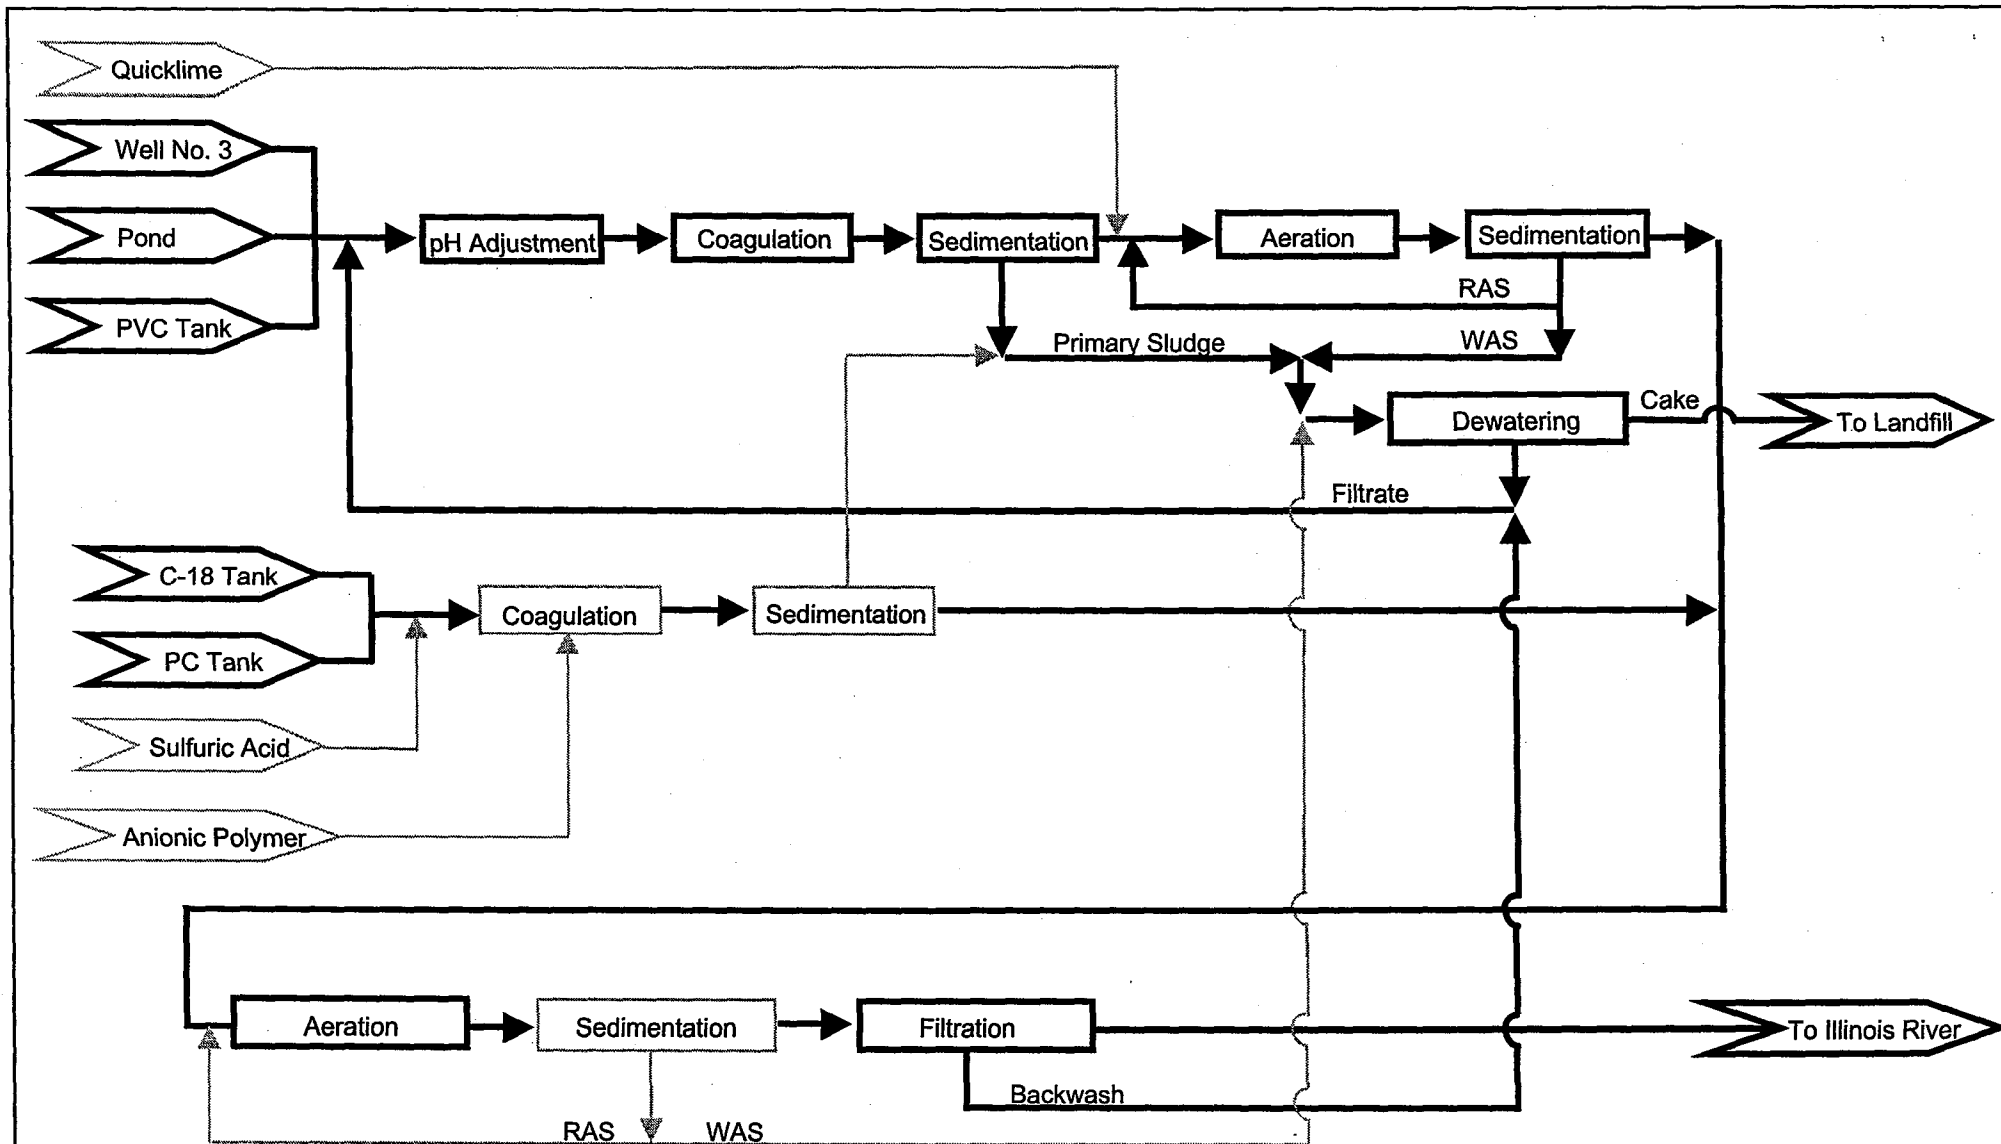 Quicklime
Well No. 3
Pond
pH Adjustment
Coagulation
Sedimentation
Aeration
Sedimentation
RAS
PVC Tank
Primary Sludge
WAS
Dewatering
Cake
To Landfill
Filtrate
C-18 Tank
Coagulation
Sedimentation
PC Tank
Sulfuric Acid
Anionic Polymer
Aeration
Sedimentation
Filtration
To Illinois River
Backwash
RAS
WAS